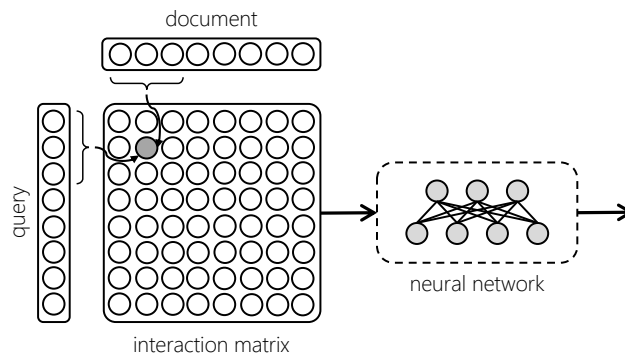 document
query
neural network
interaction matrix